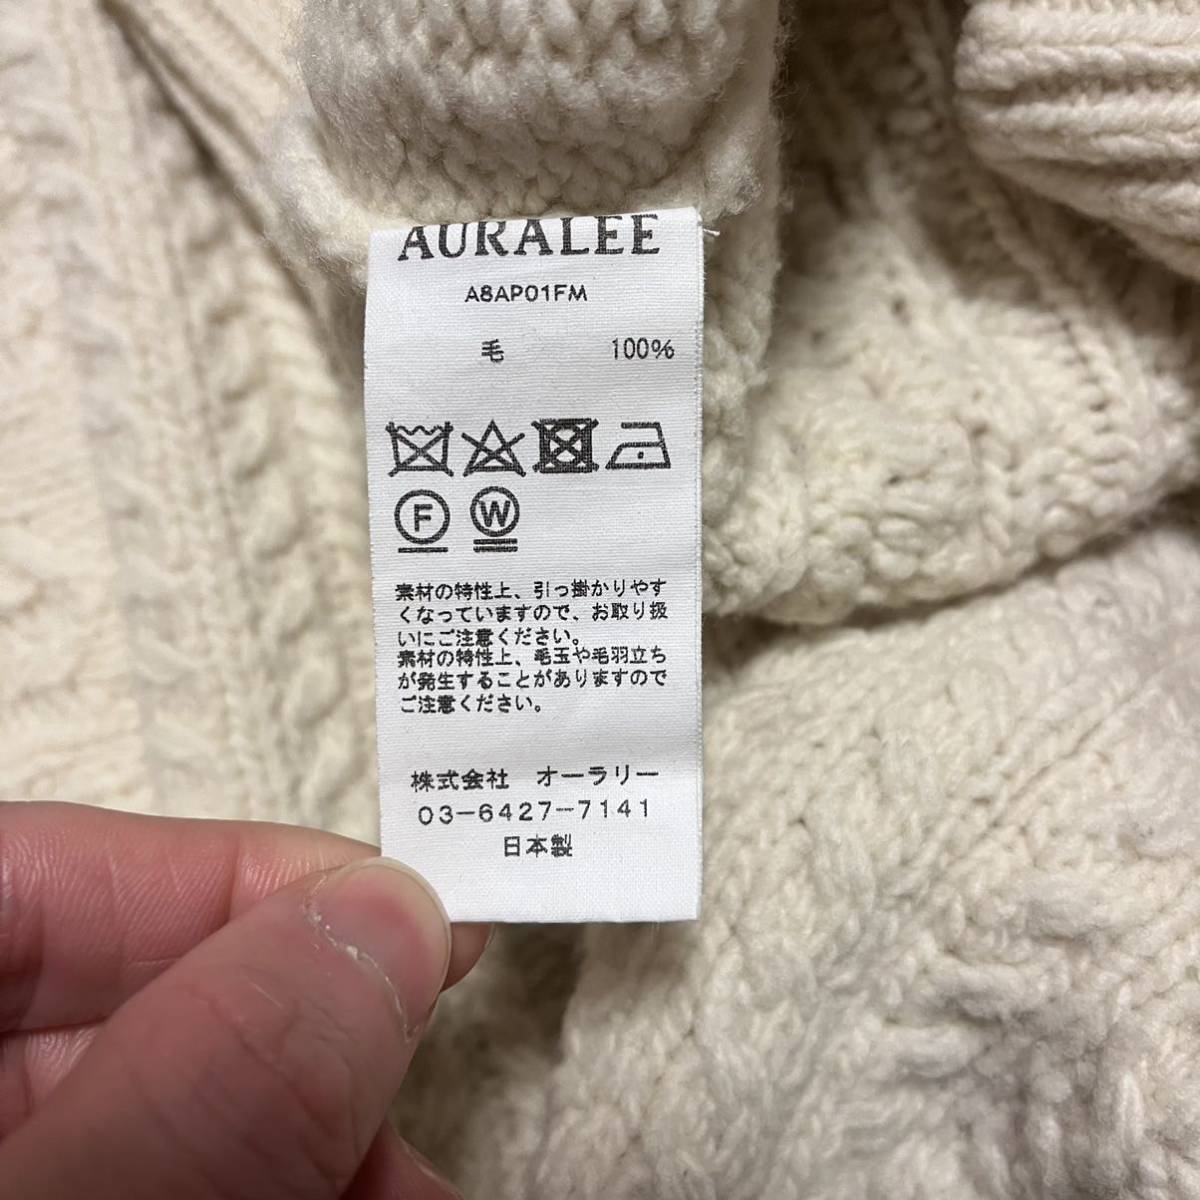 AURALEE
A8AP01FM
毛 100%
F W
素材の特性上、引っ掛かりやす
くなっていますので、お取り扱
いにご注意ください。
素材の特性上、毛玉や毛羽立ち
が発生することがありますので
ご注意ください。
株式会社 オーラリー
03-6427-7141
日本製